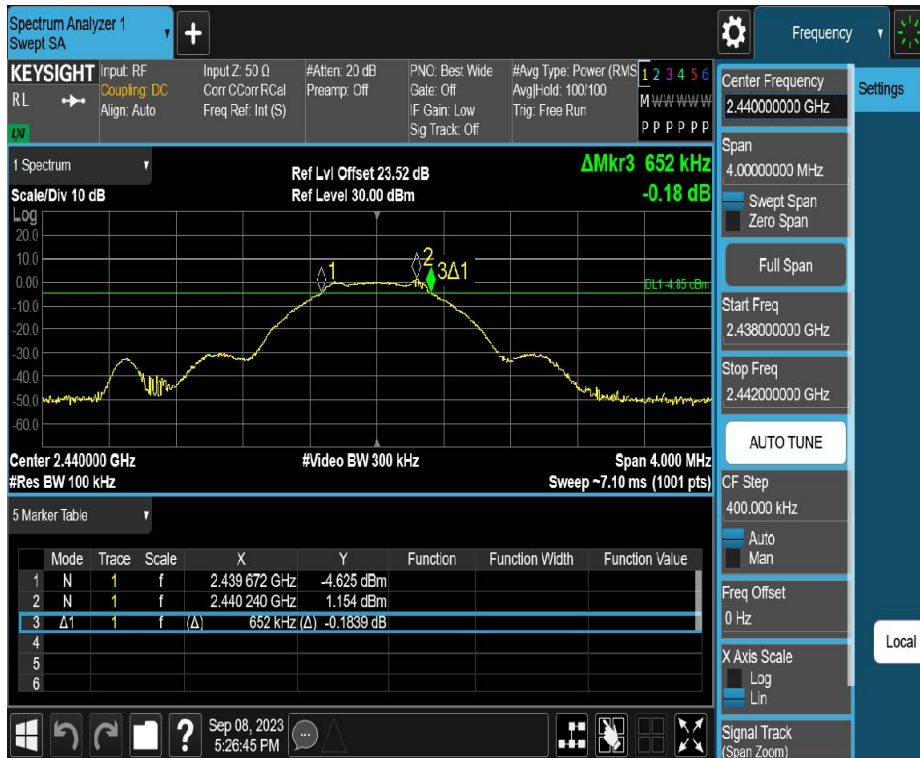 Spectrum Analyzer 1
Swept SA
+
Frequency
KEYSIGHT
RL
LNI
Input: RF
Coupling: DC
Align: Auto
Input Z: 50 Ω
Corr CCorr RCal
Freq Ref: Int (S)
#Atten: 20 dB
Preamp: Off
PNO: Best Wide
Gate: Off
IF Gain: Low
Sig Track: Off
#Avg Type: Power (RMS
Avg|Hold: 100/100
Trig: Free Run
1 2 3 4 5 6
M W W W W W
P P P P P P
1 Spectrum
Scale/Div 10 dB
Ref Lvl Offset 23.52 dB
Ref Level 30.00 dBm
ΔMkr3 652 kHz
-0.18 dB
Log
20.0
10.0
0.00
-10.0
-20.0
-30.0
-40.0
-50.0
-60.0
1
2
3Δ1
DL1 -4.85 dBm
Center 2.440000 GHz
#Res BW 100 kHz
#Video BW 300 kHz
Span 4.000 MHz
Sweep ~7.10 ms (1001 pts)
5 Marker Table
Mode Trace Scale X Y Function Function Width Function Value
1 N 1 f 2.439 672 GHz -4.625 dBm
2 N 1 f 2.440 240 GHz 1.154 dBm
3 Δ1 1 f (Δ) 652 kHz (Δ) -0.1839 dB
4
5
6
?
Sep 08, 2023
5:26:45 PM
Center Frequency
2.440000000 GHz
Span
4.00000000 MHz
Swept Span
Zero Span
Full Span
Start Freq
2.438000000 GHz
Stop Freq
2.442000000 GHz
AUTO TUNE
CF Step
400.000 kHz
Auto
Man
Freq Offset
0 Hz
X Axis Scale
Log
Lin
Signal Track
(Span Zoom)
Settings
Local